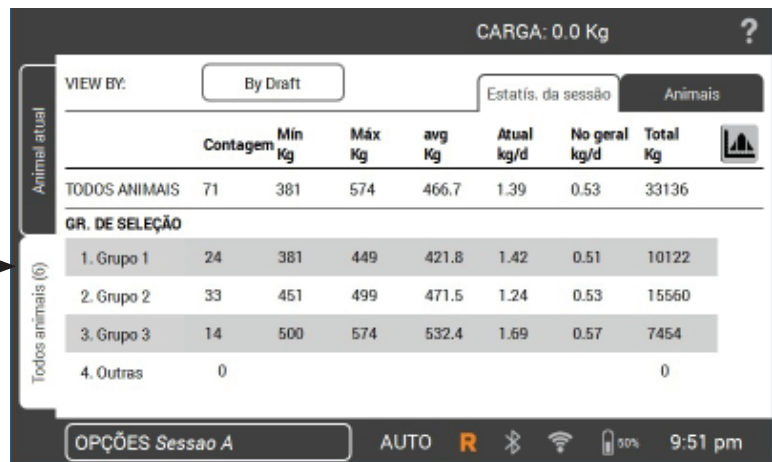 CARGA: 0.0 Kg ?
VIEW BY: By Draft Estatís. da sessão Animais
Contagem Mín Kg Máx Kg avg Kg Atual kg/d No geral kg/d Total Kg
TODOS ANIMAIS 71 381 574 466.7 1.39 0.53 33136
GR. DE SELEÇÃO
1. Grupo 1 24 381 449 421.8 1.42 0.51 10122
2. Grupo 2 33 451 499 471.5 1.24 0.53 15560
3. Grupo 3 14 500 574 532.4 1.69 0.57 7454
4. Outras 0 0
Animal atual
Todos animais (6)
OPÇÕES Sessao A AUTO R 50% 9:51 pm